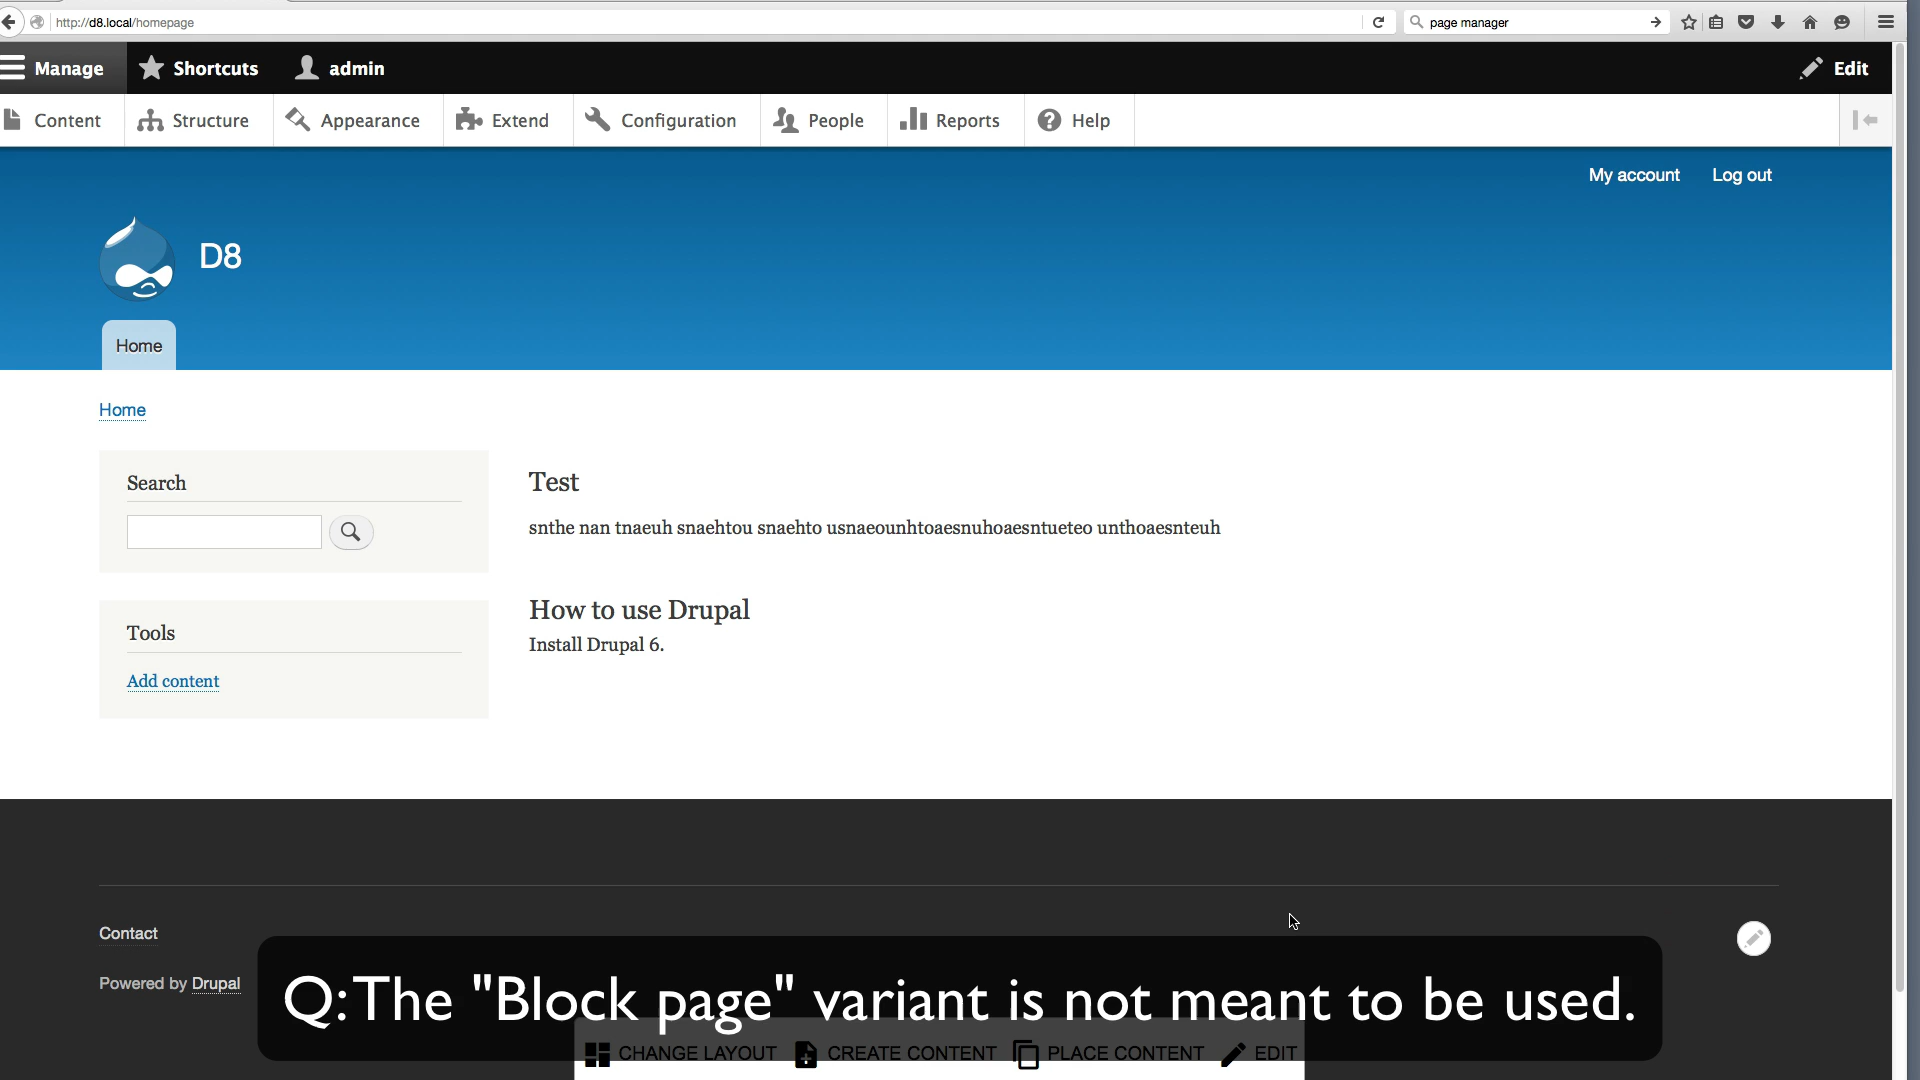 http://d8.local/homepage
page manager
Manage
Shortcuts
admin
Edit
Content
Structure
Appearance
Extend
Configuration
People
Reports
Help
My account
Log out
D8
Home
Home
Search
Test
snthe nan tnaeuh snaehtou snaehto usnaeounhtoaesnuhoaesntueteo unthoaesnteuh
How to use Drupal
Install Drupal 6.
Tools
Add content
Contact
Powered by Drupal
Q:The "Block page" variant is not meant to be used.
CHANGE LAYOUT
CREATE CONTENT
PLACE CONTENT
EDIT